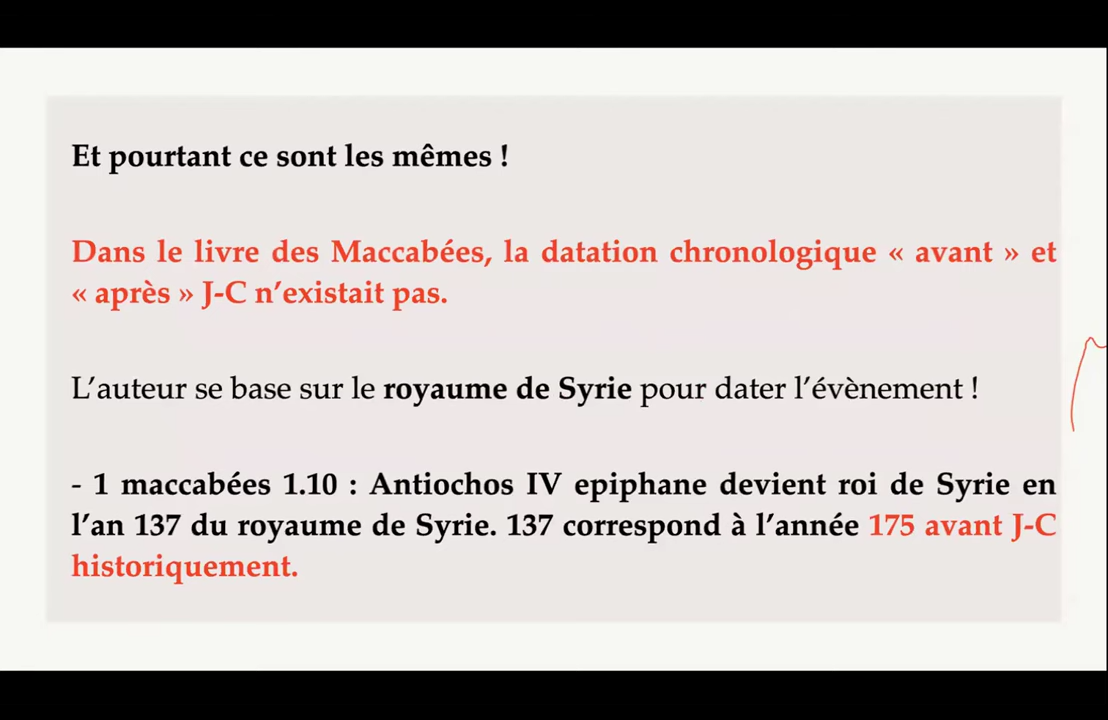 Et pourtant ce sont les mêmes !
Dans le livre des Maccabées, la datation chronologique « avant » et
« après » J-C n’existait pas.
L’auteur se base sur le royaume de Syrie pour dater l’évènement !
- 1 maccabées 1.10 : Antiochos IV epiphane devient roi de Syrie en
l’an 137 du royaume de Syrie. 137 correspond à l’année 175 avant J-C
historiquement.